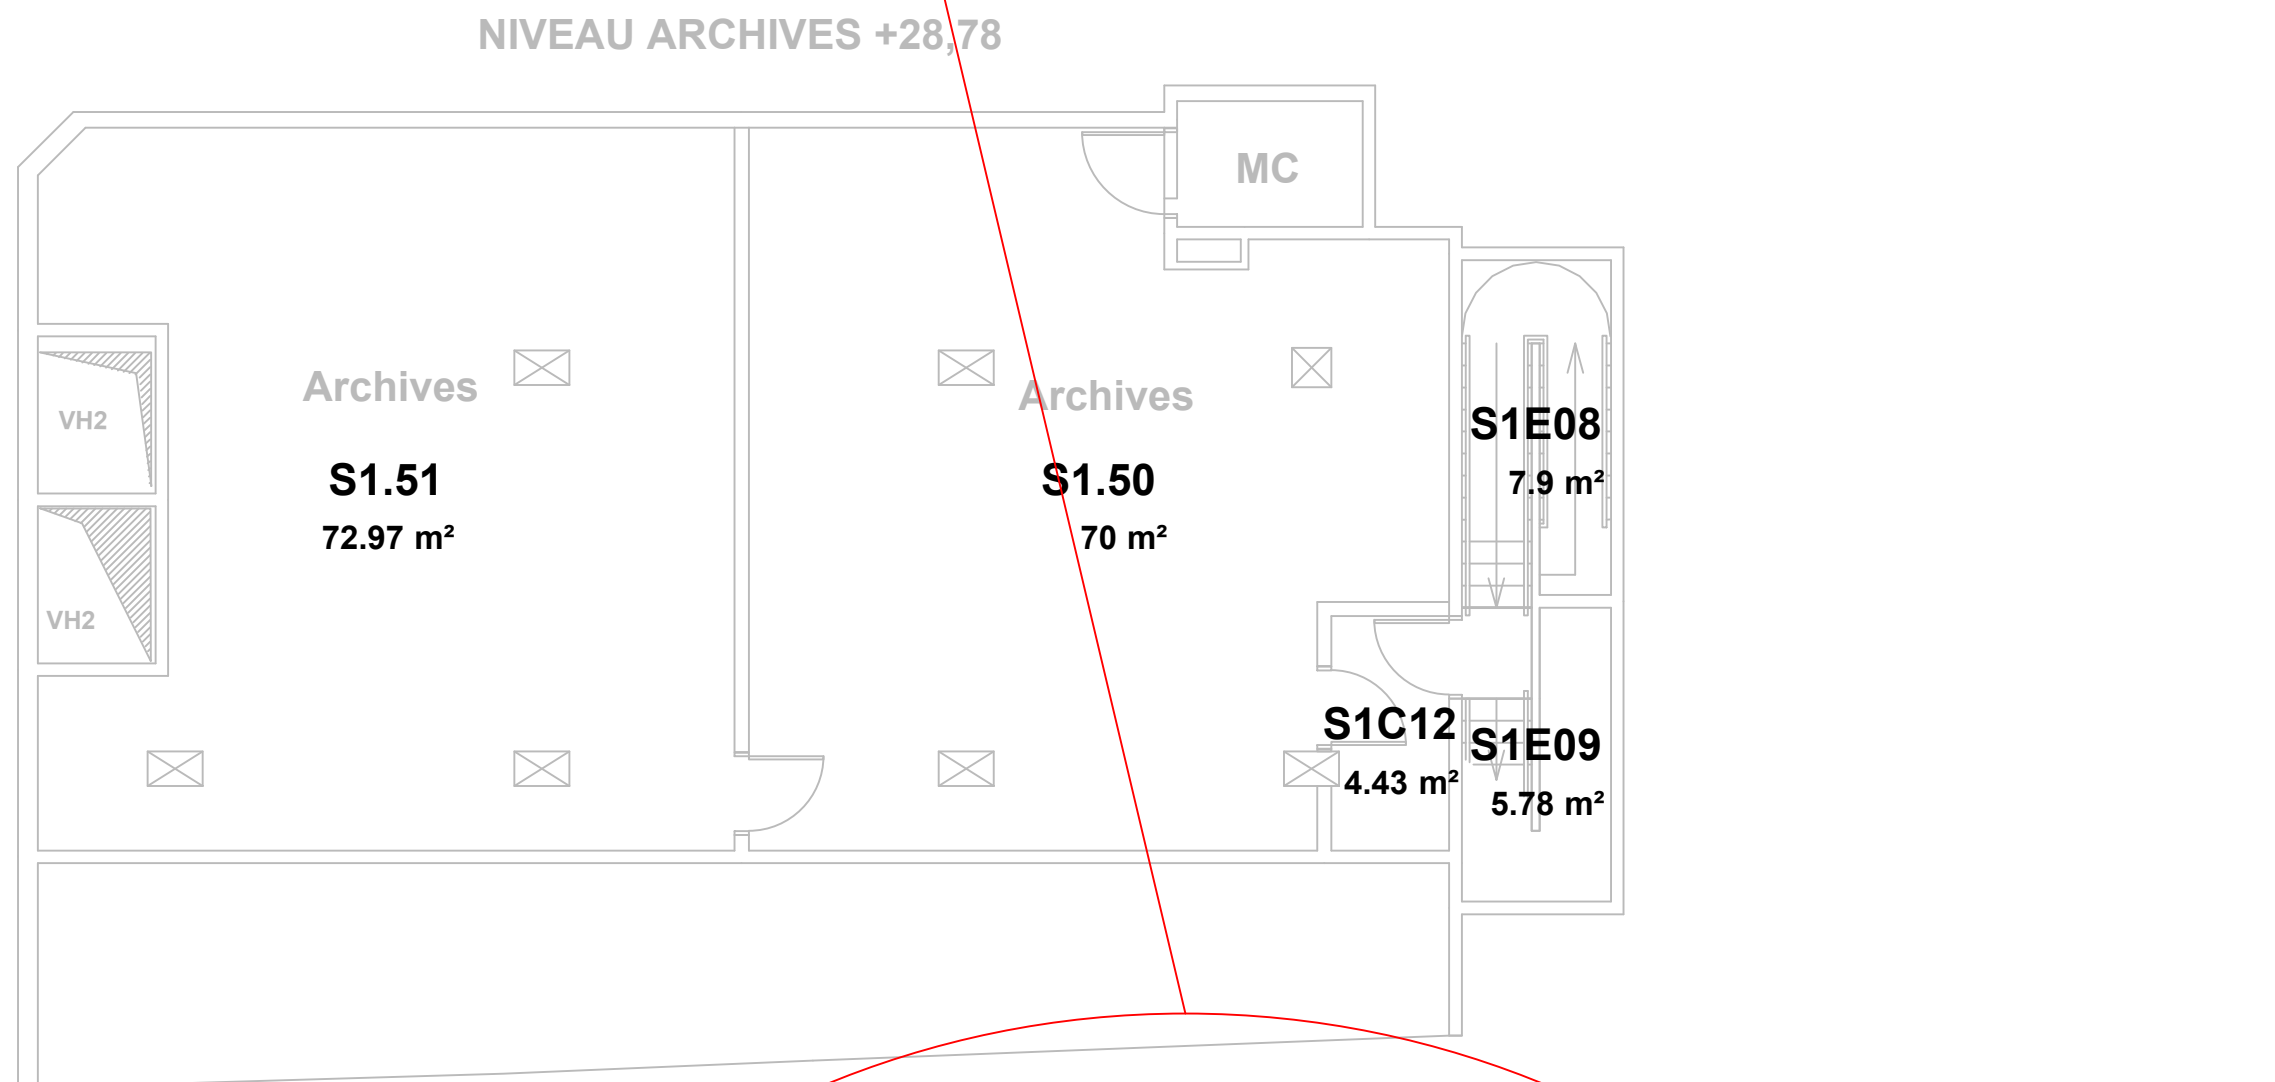 NIVEAU ARCHIVES +28,78
MC
Archives
Archives
VH2
S1E08
7.9 m²
S1.51
72.97 m²
S1.50
70 m²
VH2
S1C12
4.43 m²
S1E09
5.78 m²